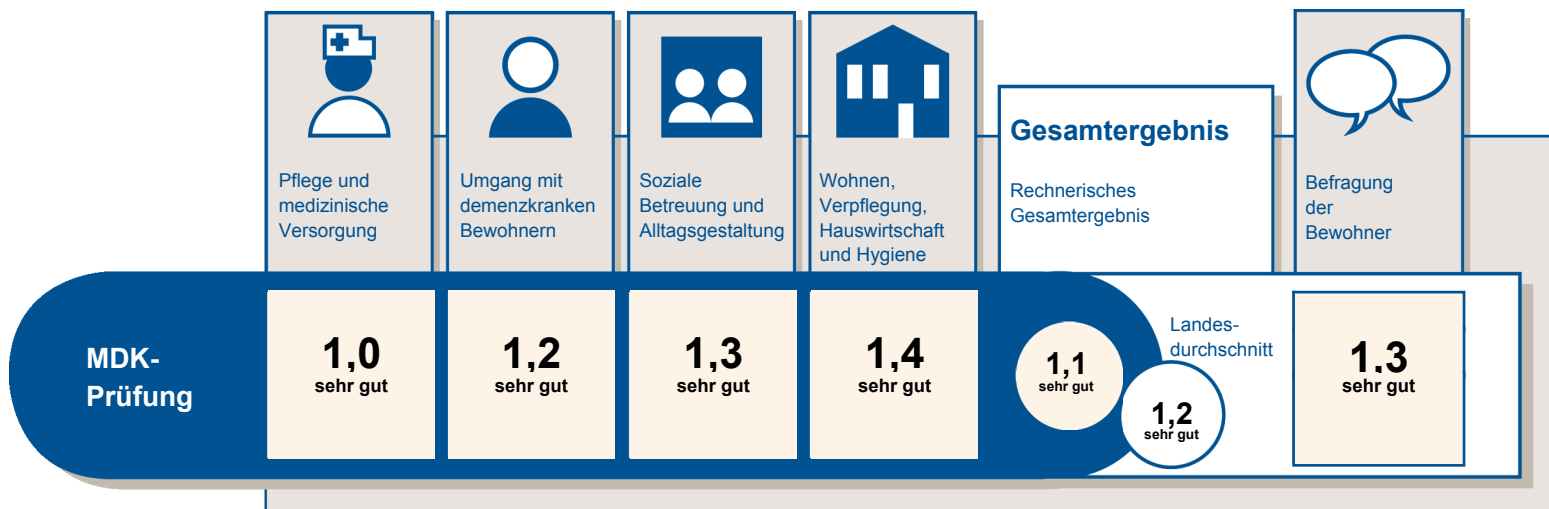 Pflege und
medizinische
Versorgung
Umgang mit
demenzkranken
Bewohnern
Soziale
Betreuung und
Alltagsgestaltung
Wohnen,
Verpflegung,
Hauswirtschaft
und Hygiene
Gesamtergebnis
Rechnerisches
Gesamtergebnis
Befragung
der
Bewohner
MDK-
Prüfung
1,0
sehr gut
1,2
sehr gut
1,3
sehr gut
1,4
sehr gut
1,1
sehr gut
Landes-
durchschnitt
1,2
sehr gut
1,3
sehr gut